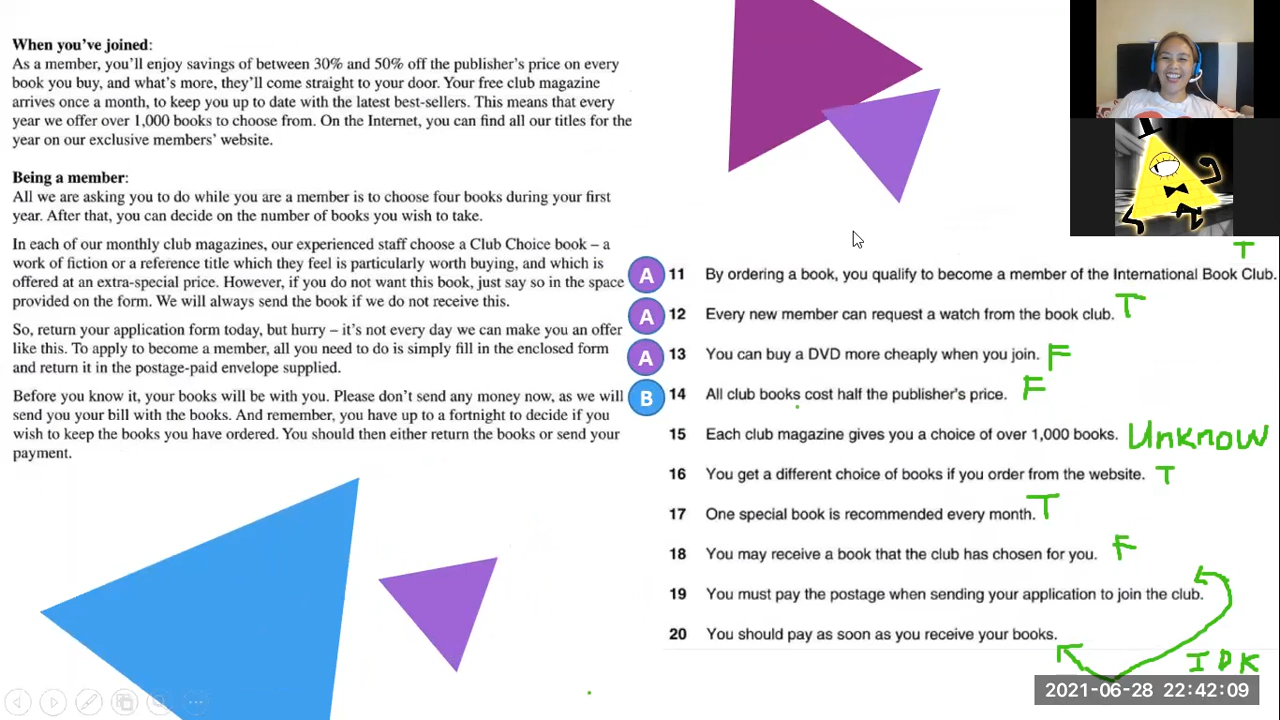 When you've joined:
As a member, you'll enjoy savings of between 30% and 50% off the publisher's price on every
book you buy, and what's more, they'll come straight to your door. Your free club magazine
arrives once a month, to keep you up to date with the latest best-sellers. This means that every
year we offer over 1,000 books to choose from. On the Internet, you can find all our titles for the
year on our exclusive members' website.
Being a member:
All we are asking you to do while you are a member is to choose four books during your first
year. After that, you can decide on the number of books you wish to take.
In each of our monthly club magazines, our experienced staff choose a Club Choice book – a
work of fiction or a reference title which they feel is particularly worth buying, and which is
offered at an extra-special price. However, if you do not want this book, just say so in the space
provided on the form. We will always send the book if we do not receive this.
So, return your application form today, but hurry – it's not every day we can make you an offer
like this. To apply to become a member, all you need to do is simply fill in the enclosed form
and return it in the postage-paid envelope supplied.
Before you know it, your books will be with you. Please don't send any money now, as we will
send you your bill with the books. And remember, you have up to a fortnight to decide if you
wish to keep the books you have ordered. You should then either return the books or send your
payment.
A 11 By ordering a book, you qualify to become a member of the International Book Club. T
A 12 Every new member can request a watch from the book club. T
A 13 You can buy a DVD more cheaply when you join. F
B 14 All club books cost half the publisher's price. F
15 Each club magazine gives you a choice of over 1,000 books. Unknow
16 You get a different choice of books if you order from the website. T
17 One special book is recommended every month. T
18 You may receive a book that the club has chosen for you. F
19 You must pay the postage when sending your application to join the club.
20 You should pay as soon as you receive your books.
IDK
2021-06-28 22:42:09